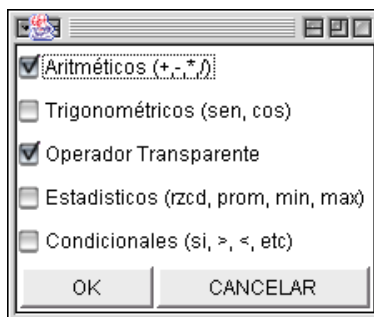 Aritméticos (+,-,*,/)
Trigonométricos (sen, cos)
Operador Transparente
Estadisticos (rzcd, prom, min, max)
Condicionales (si, >, <, etc)
OK CANCELAR